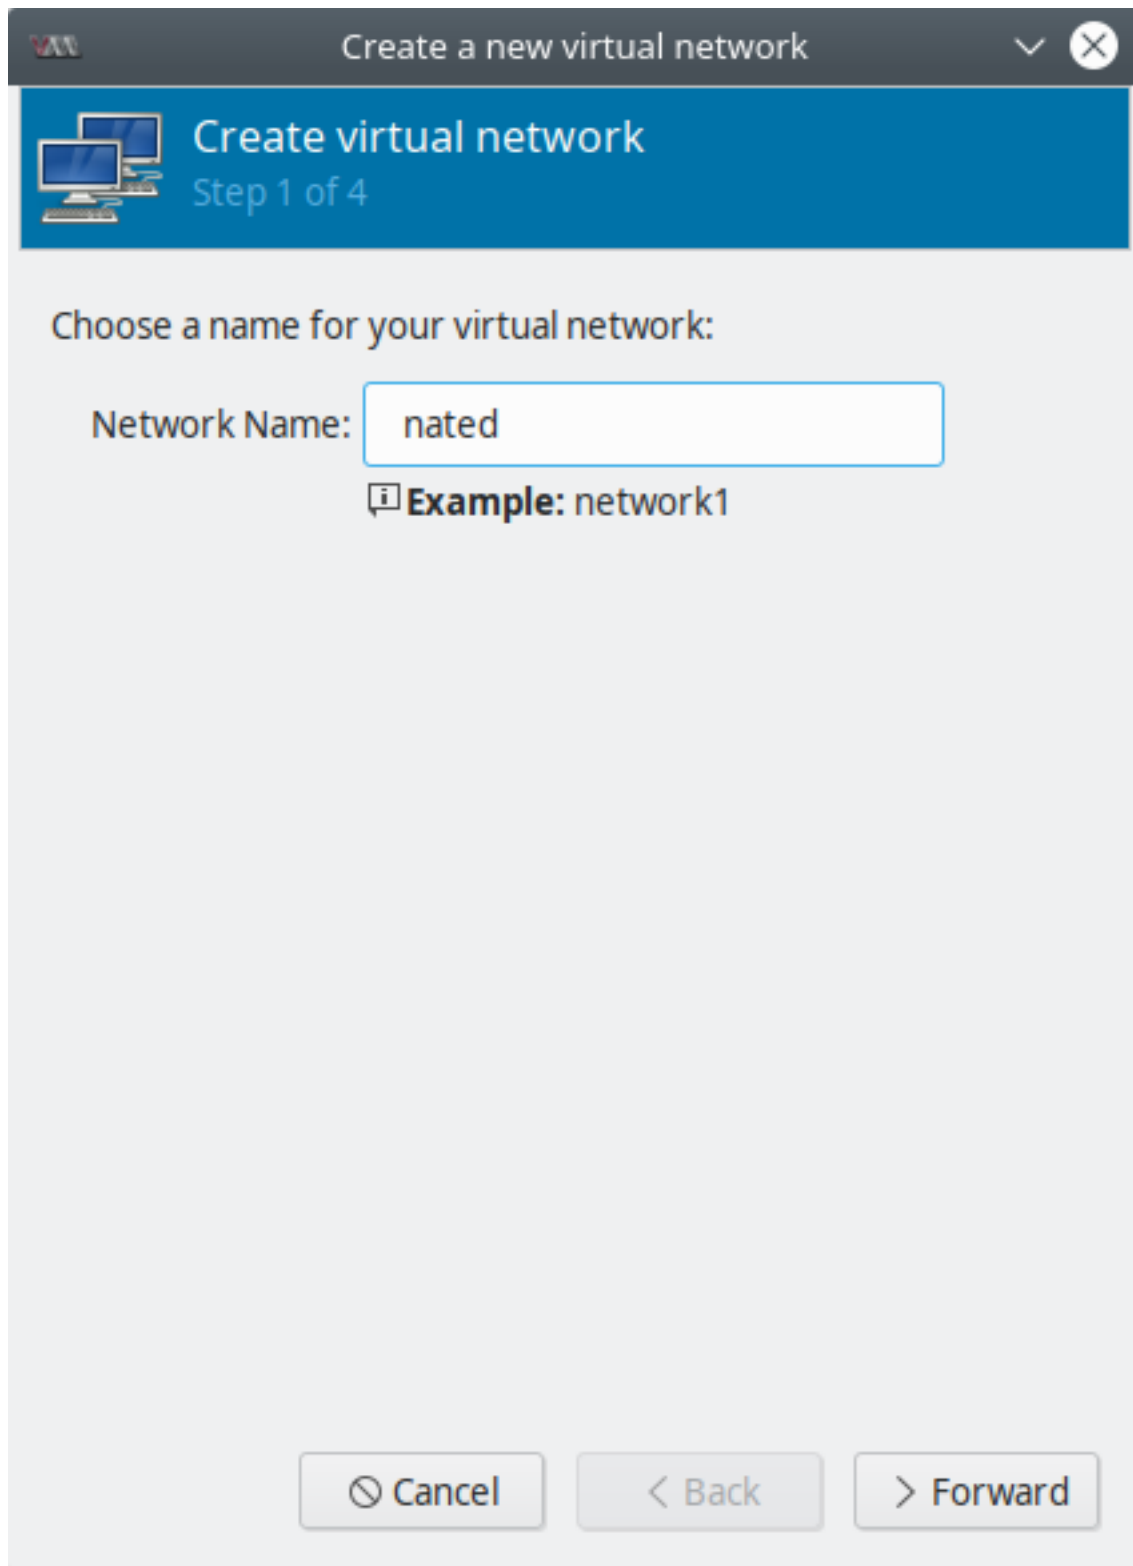 Create a new virtual network
Create virtual network
Step 1 of 4
Choose a name for your virtual network:
Network Name: nated
Example: network1
Cancel Back Forward